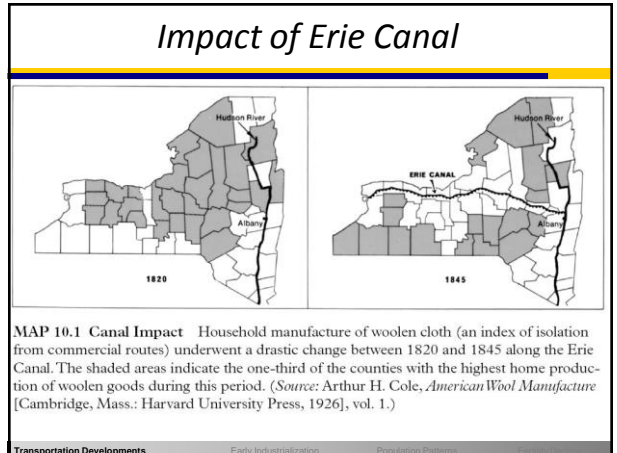 Impact of Erie Canal
Hudson River
Albany
1820
Hudson River
ERIE CANAL
Albany
1845
MAP 10.1 Canal Impact Household manufacture of woolen cloth (an index of isolation
from commercial routes) underwent a drastic change between 1820 and 1845 along the Erie
Canal. The shaded areas indicate the one-third of the counties with the highest home produc-
tion of woolen goods during this period. (Source: Arthur H. Cole, American Wool Manufacture
[Cambridge, Mass.: Harvard University Press, 1926], vol. 1.)
Transportation Developments Early Industrialization Population Patterns